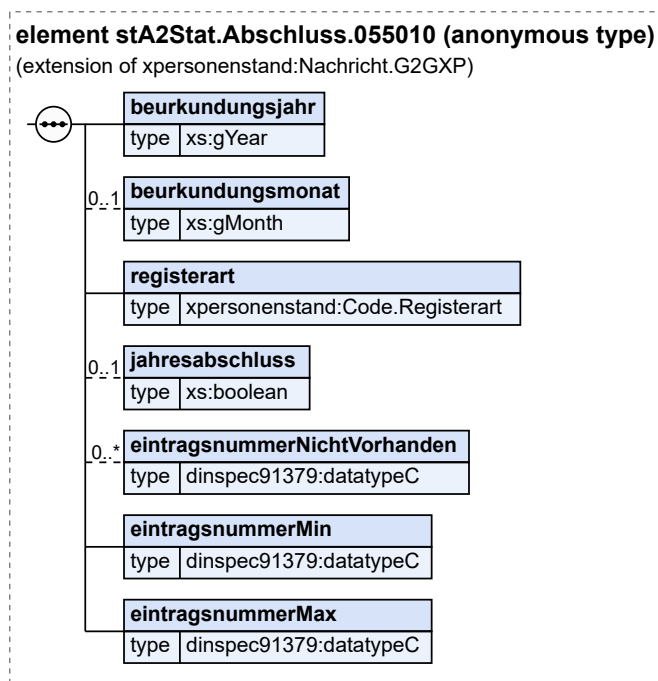 element stA2Stat.Abschluss.055010 (anonymous type)
(extension of xpersonenstand:Nachricht.G2GXP)
beurkundungsjahr
type xs:gYear
0..1 beurkundungsmonat
type xs:gMonth
registerart
type xpersonenstand:Code.Registerart
0..1 jahresabschluss
type xs:boolean
0..* eintragsnummerNichtVorhanden
type dinspec91379:datatypeC
eintragsnummerMin
type dinspec91379:datatypeC
eintragsnummerMax
type dinspec91379:datatypeC